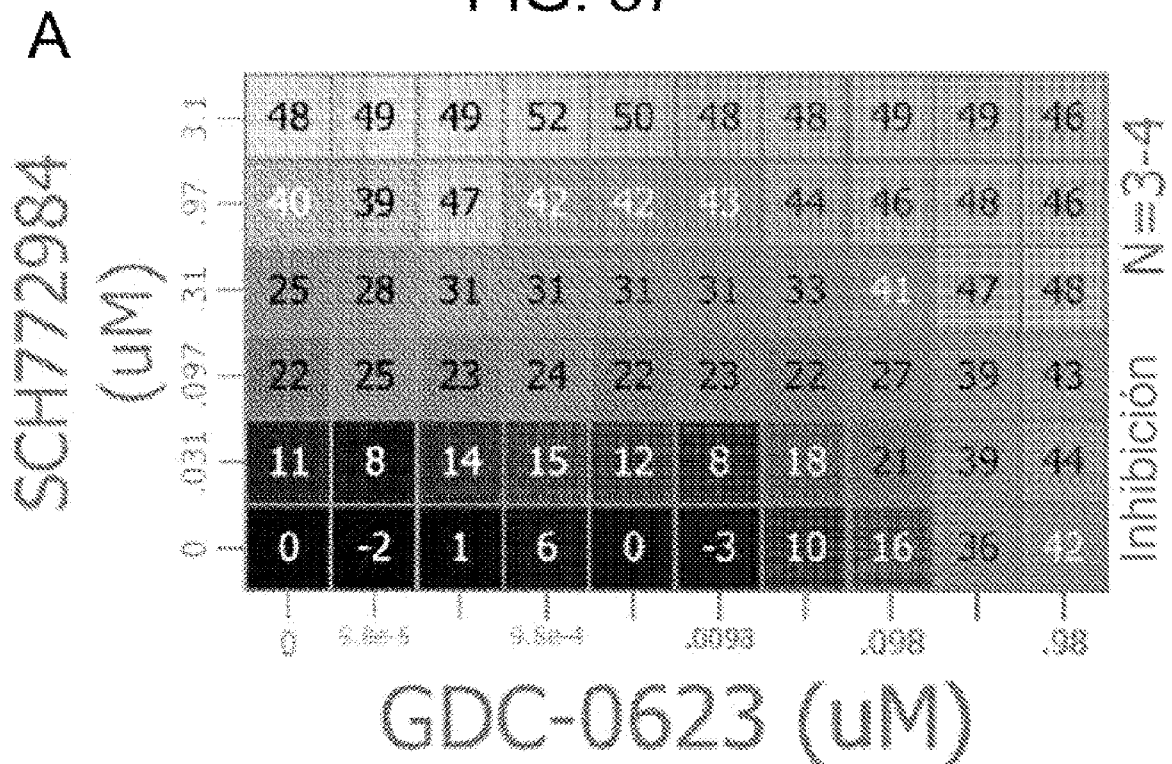 FIG. 37
A
SCH772984
(uM)
3.1 48 49 49 52 50 48 48 49 49 46
.97 40 39 47 42 42 43 44 46 48 46
.31 25 28 31 31 31 31 33 41 47 48
.097 22 25 23 24 22 23 22 27 39 43
.031 11 8 14 15 12 8 18 39 44
0 0 -2 1 6 0 -3 10 16 42
0 9.8e-5 9.8e-4 .0098 .098 .98
GDC-0623 (uM)
Inhibición N=3-4